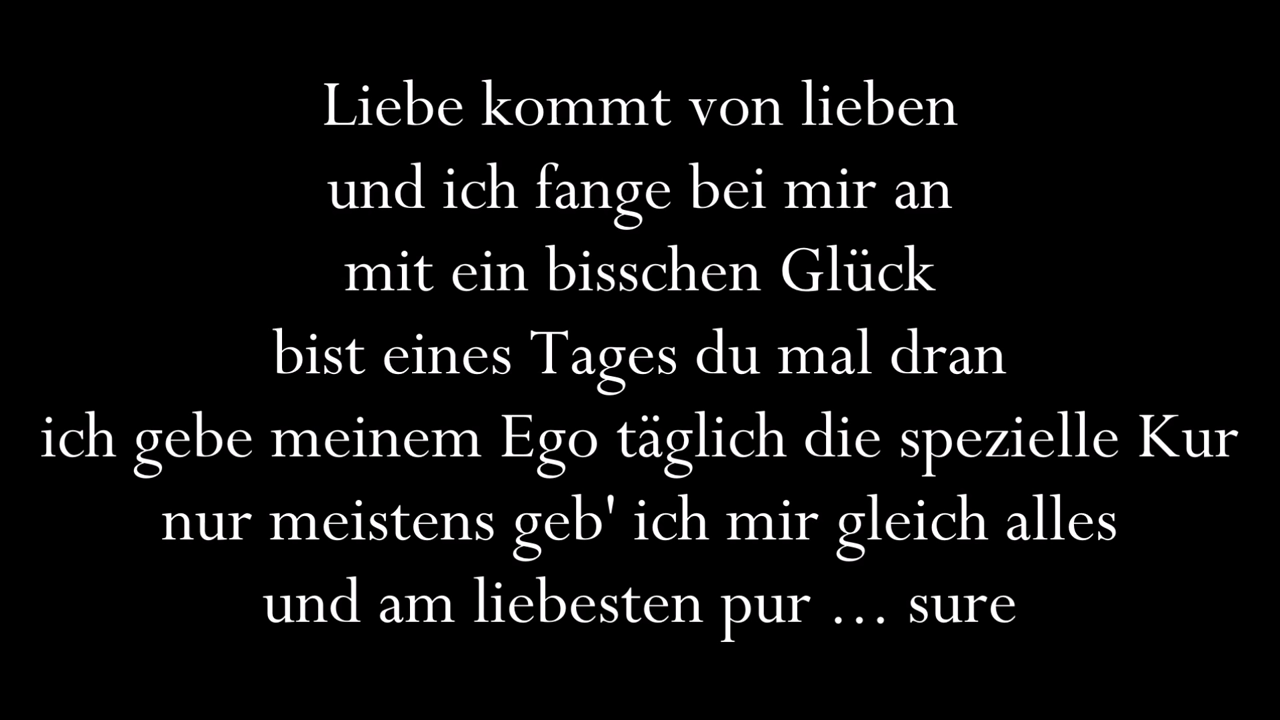 Liebe kommt von lieben
und ich fange bei mir an
mit ein bisschen Glück
bist eines Tages du mal dran
ich gebe meinem Ego täglich die spezielle Kur
nur meistens geb' ich mir gleich alles
und am liebesten pur ... sure